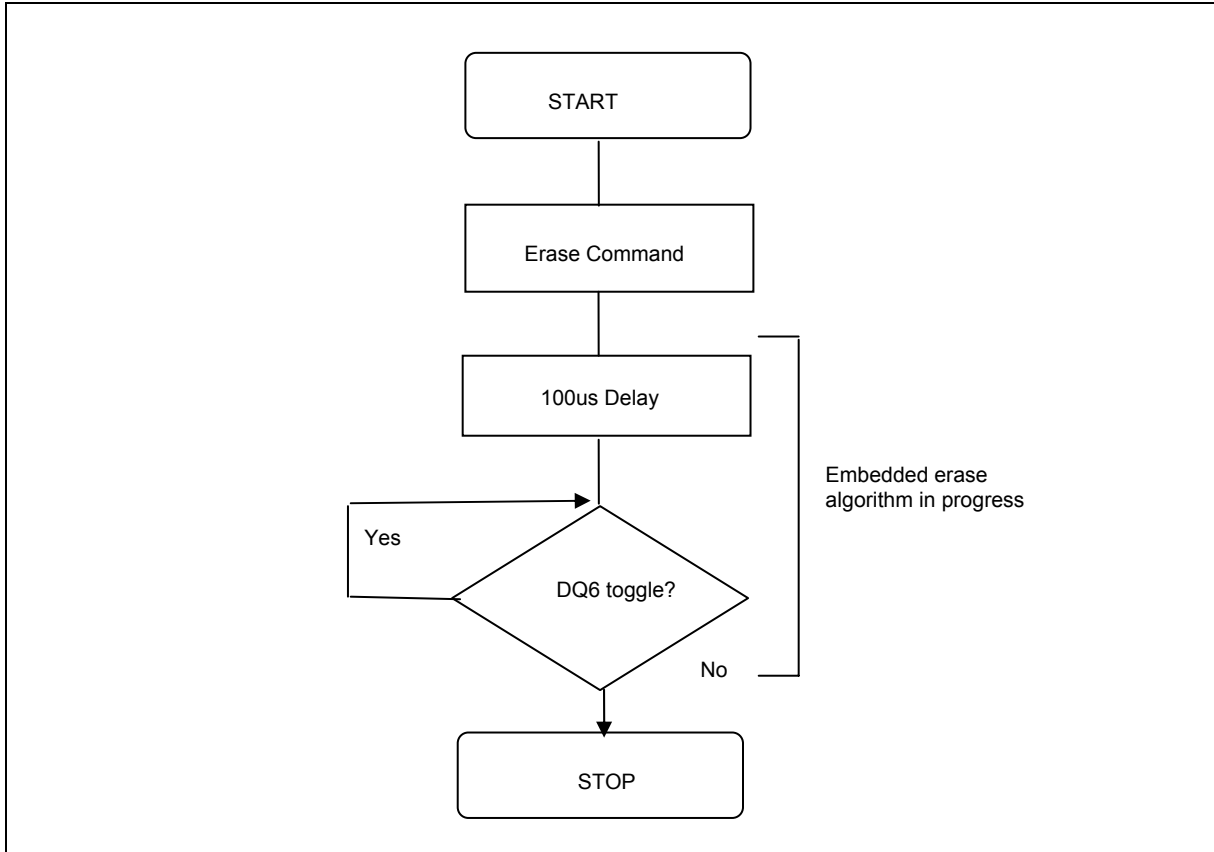 START
Erase Command
100us Delay
Embedded erase
algorithm in progress
Yes
DQ6 toggle?
No
STOP